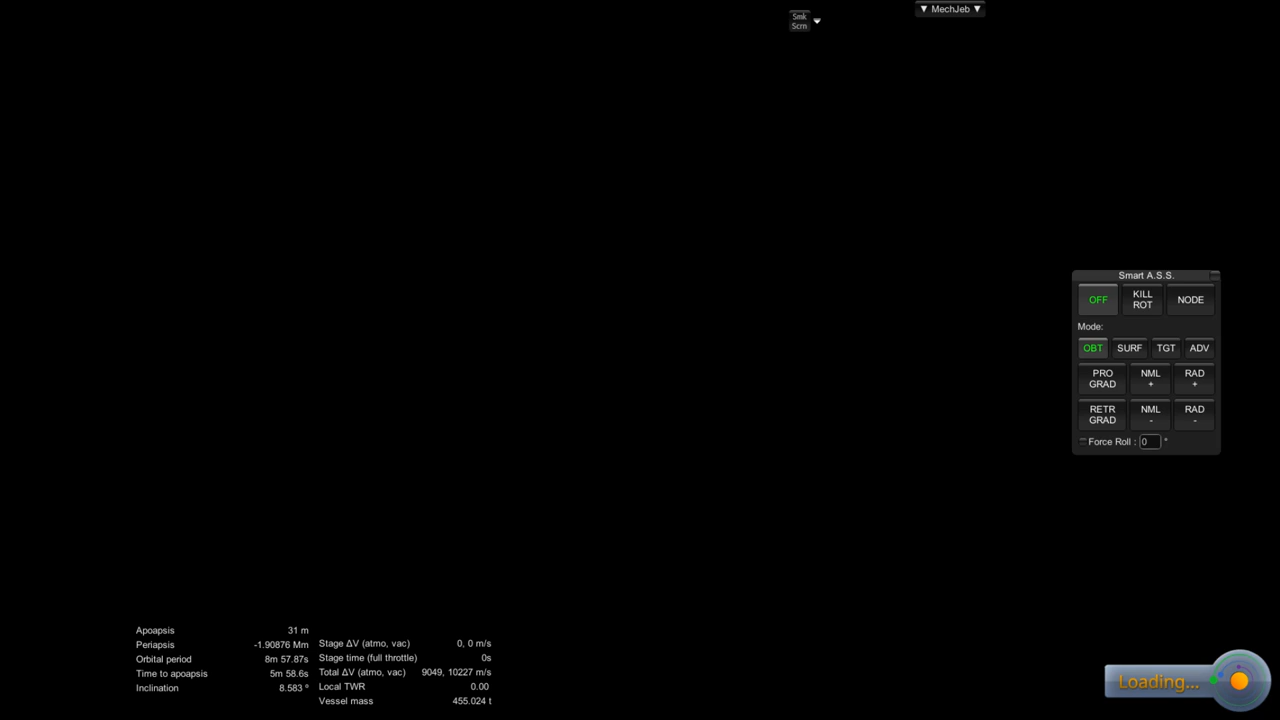 Smk
Scrn
▼ MechJeb ▼
Smart A.S.S.
OFF
KILL
ROT
NODE
Mode:
OBT SURF TGT ADV
PRO
GRAD
NML
+
RAD
+
RETR
GRAD
NML
-
RAD
-
Force Roll : 0 °
Apoapsis 31 m
Periapsis -1.90876 Mm
Orbital period 8m 57.87s
Time to apoapsis 5m 58.6s
Inclination 8.583 º
Stage ΔV (atmo, vac) 0, 0 m/s
Stage time (full throttle) 0s
Total ΔV (atmo, vac) 9049, 10227 m/s
Local TWR 0.00
Vessel mass 455.024 t
Loading...